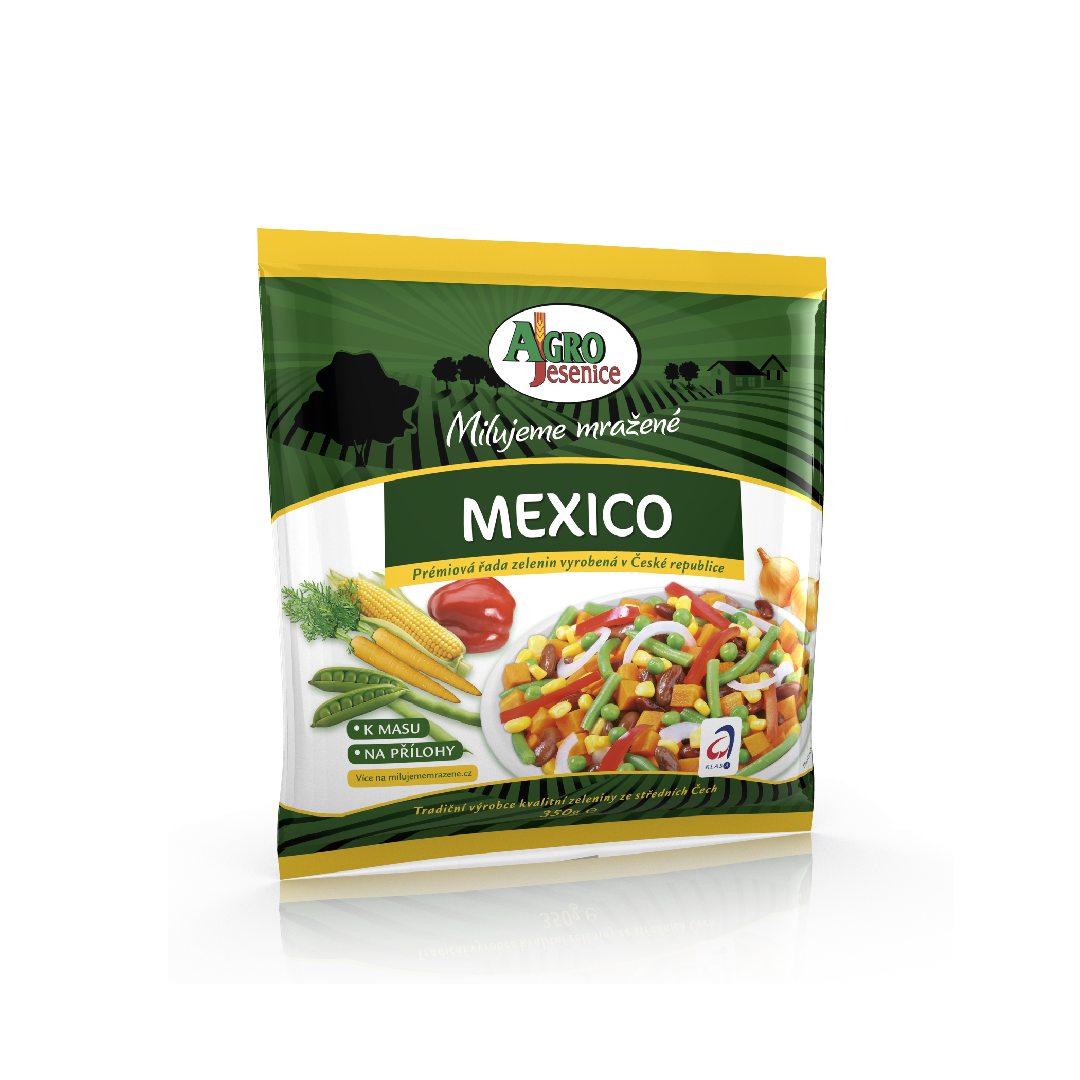 AGRO
Jesenice
Milujeme mražené
MEXICO
Prémiová řada zelenin vyrobená v České republice
• K MASU
• NA PŘÍLOHY
Více na milujememrazene.cz
KLASA
Tradiční výrobce kvalitní zeleniny ze středních Čech
350g e